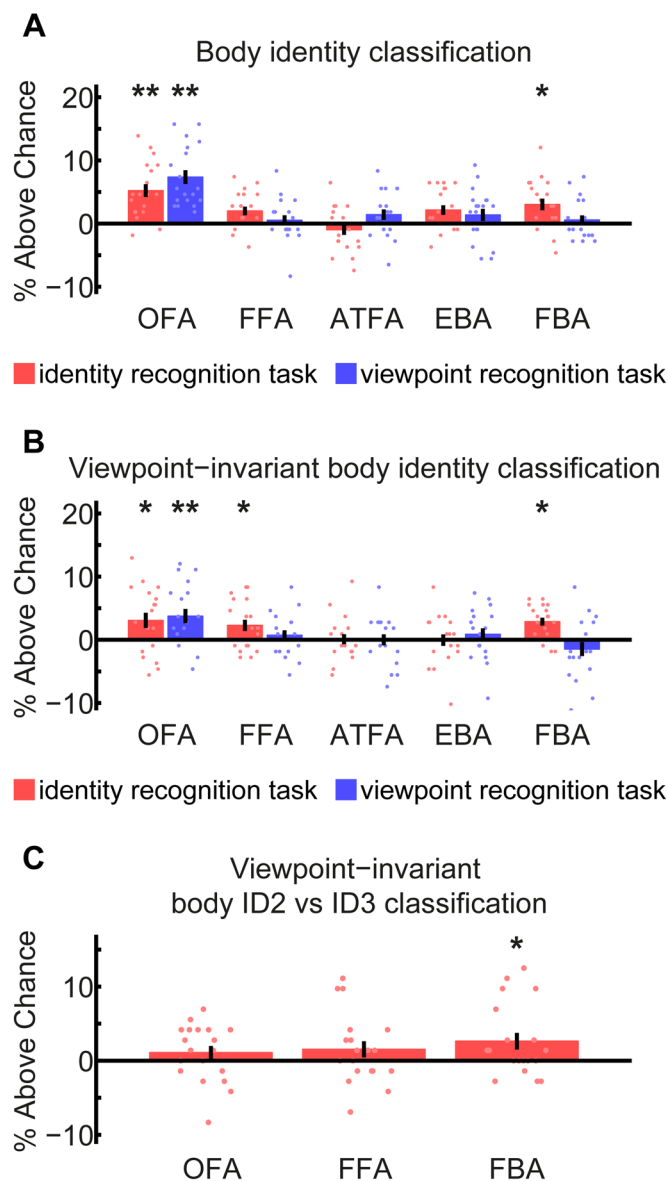 A
Body identity classification
% Above Chance
20
10
0
−10
** ** *
OFA FFA ATFA EBA FBA
identity recognition task viewpoint recognition task
B
Viewpoint−invariant body identity classification
% Above Chance
20
10
0
−10
* ** * *
OFA FFA ATFA EBA FBA
identity recognition task viewpoint recognition task
C
Viewpoint−invariant
body ID2 vs ID3 classification
% Above Chance
10
0
−10
*
OFA FFA FBA